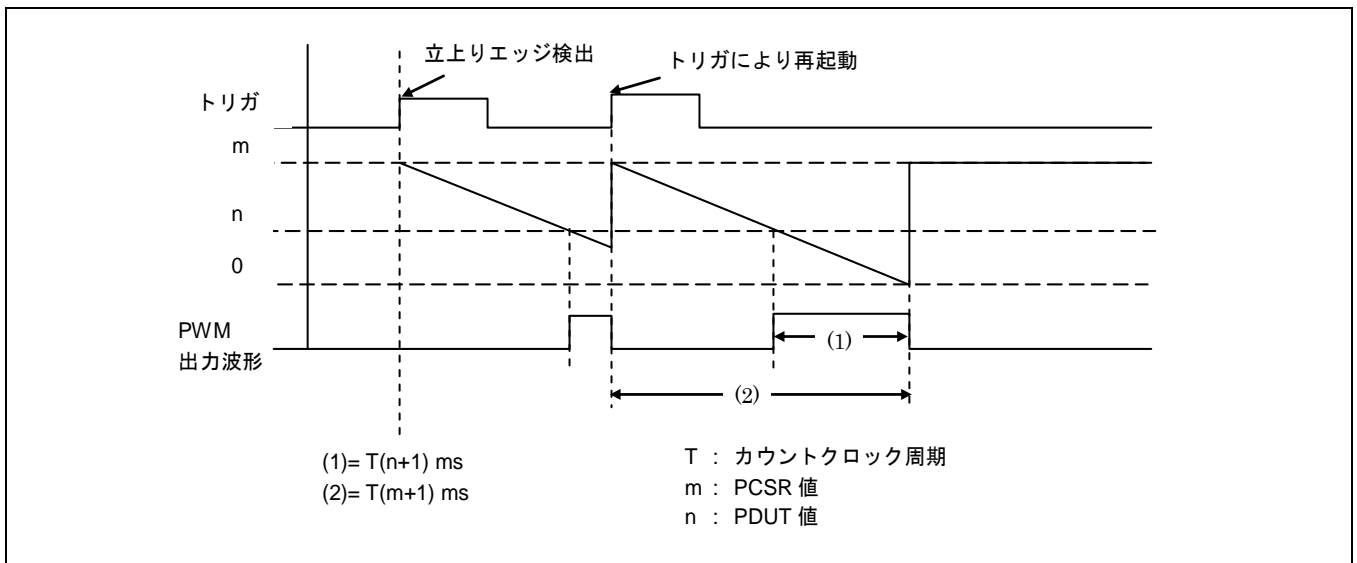 立上りエッジ検出
トリガにより再起動
トリガ
m
n
0
PWM
出力波形
(1)
(2)
(1)= T(n+1) ms
(2)= T(m+1) ms
T : カウントクロック周期
m : PCSR 値
n : PDUT 値